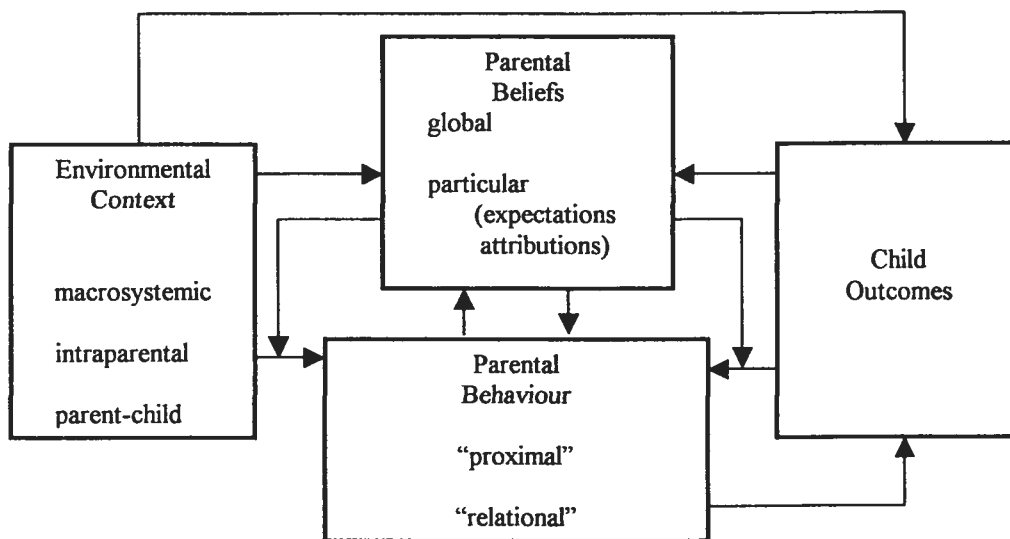 Parental
Beliefs
global
particular
(expectations
attributions)
Environmental
Context
macrosystemic
intraparental
parent-child
Child
Outcomes
Parental
Behaviour
“proximal”
“relational”